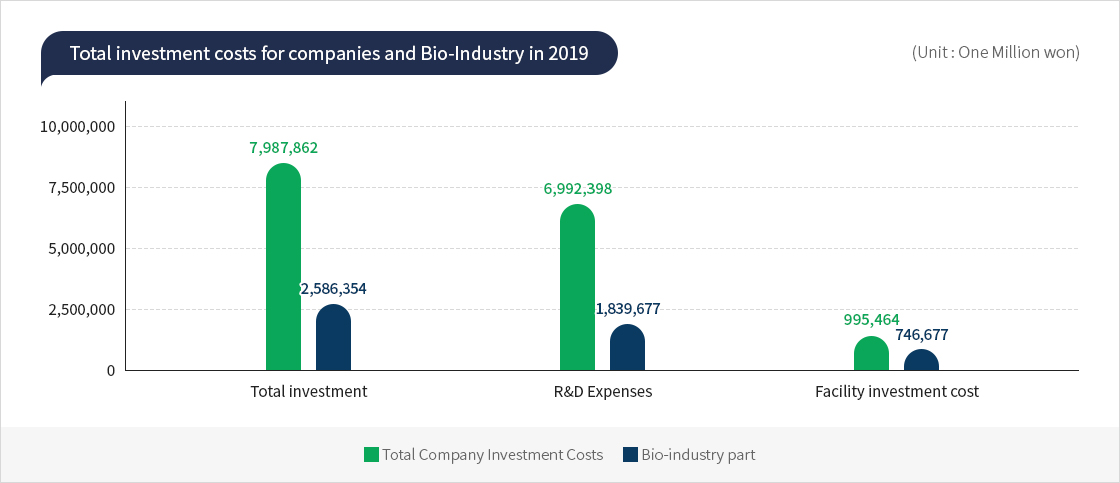 Total investment costs for companies and Bio-Industry in 2019
(Unit : One Million won)
10,000,000
7,500,000
5,000,000
2,500,000
0
7,987,862
2,586,354
6,992,398
1,839,677
995,464
746,677
Total investment
R&D Expenses
Facility investment cost
Total Company Investment Costs
Bio-industry part